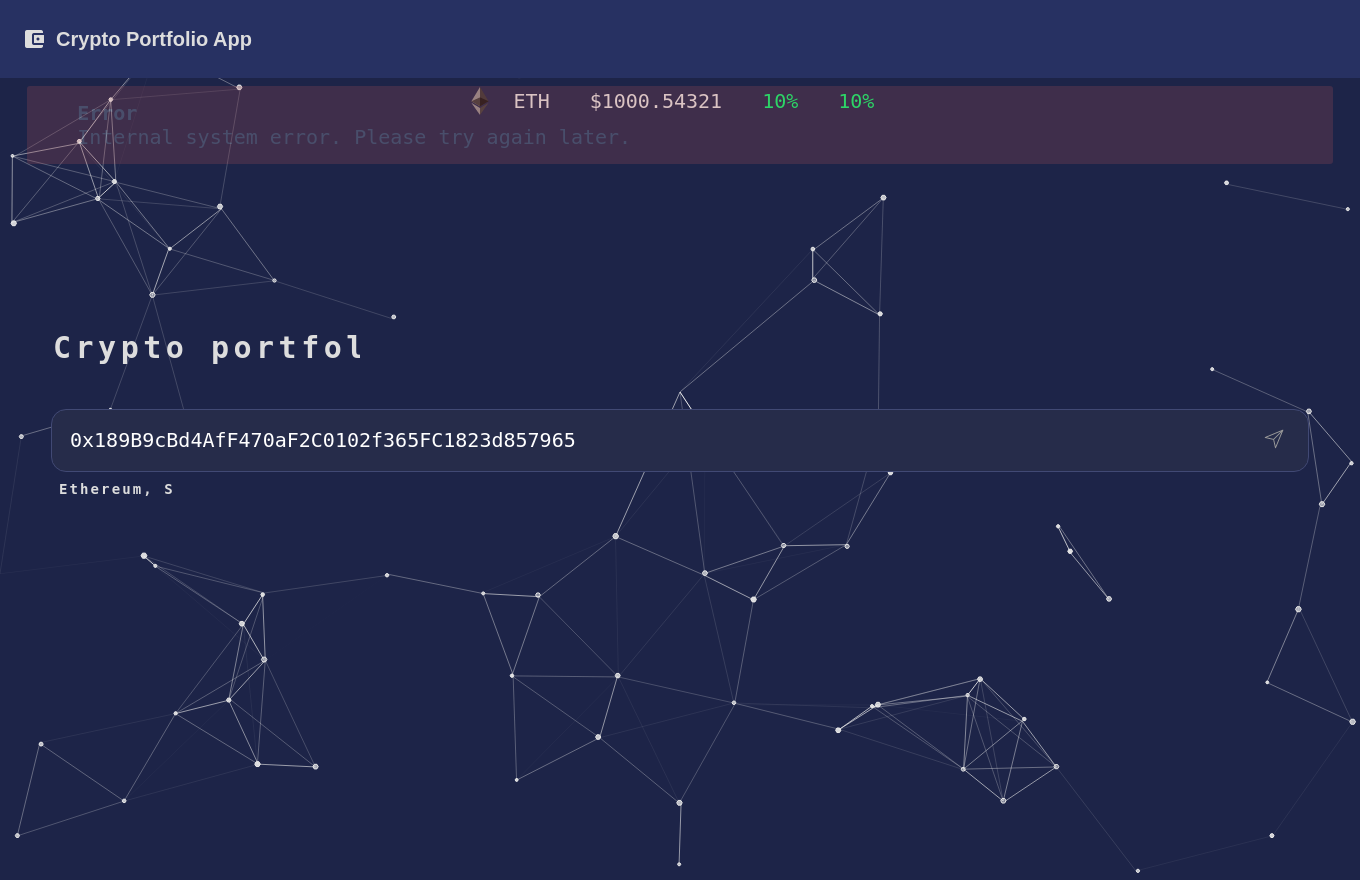 Crypto Portfolio App
ETH $1000.54321 10% 10%
Error
Internal system error. Please try again later.
Crypto portfol
0x189B9cBd4AfF470aF2C0102f365FC1823d857965
Ethereum, S